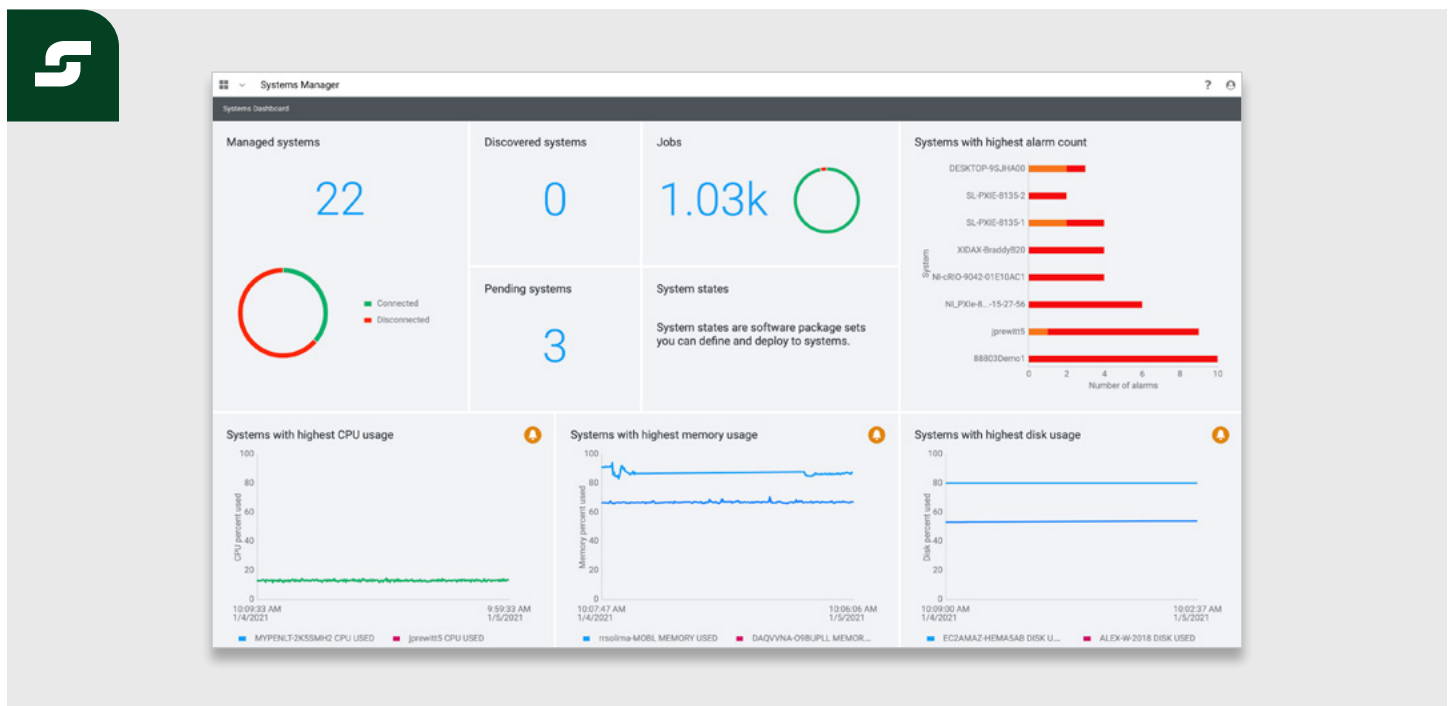 Systems Manager
?
Systems Dashboard
Managed systems
22
Connected
Disconnected
Discovered systems
0
Jobs
1.03k
Pending systems
3
System states
System states are software package sets
you can define and deploy to systems.
Systems with highest alarm count
System
DESKTOP-9SJHA00
SL-PXIE-8135-2
SL-PXIE-8135-1
XIDAX-BraddyB20
NI-cRIO-9042-01E10AC1
NI_PXIe-8...-15-27-56
jprewitt5
88803Demo1
0 2 4 6 8 10
Number of alarms
Systems with highest CPU usage
CPU percent used
100
80
60
40
20
0
10:09:33 AM 9:59:33 AM
1/4/2021 1/5/2021
MYPENLT-2K5SMH2 CPU USED jprewitt5 CPU USED
Systems with highest memory usage
Memory percent used
100
80
60
40
20
0
10:07:47 AM 10:06:06 AM
1/4/2021 1/5/2021
rrsolima-MOBL MEMORY USED DAQVVNA-O9BUPLL MEMOR...
Systems with highest disk usage
Disk percent used
100
80
60
40
20
0
10:09:00 AM 10:02:37 AM
1/4/2021 1/5/2021
EC2AMAZ-HEMASAB DISK U... ALEX-W-2018 DISK USED